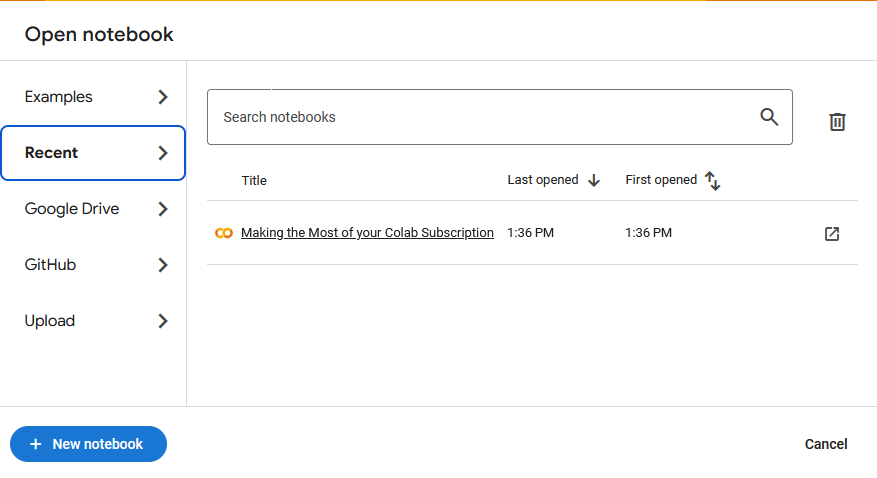 Open notebook
Examples
Recent
Google Drive
GitHub
Upload
Search notebooks
Title Last opened First opened
Making the Most of your Colab Subscription 1:36 PM 1:36 PM
+ New notebook
Cancel